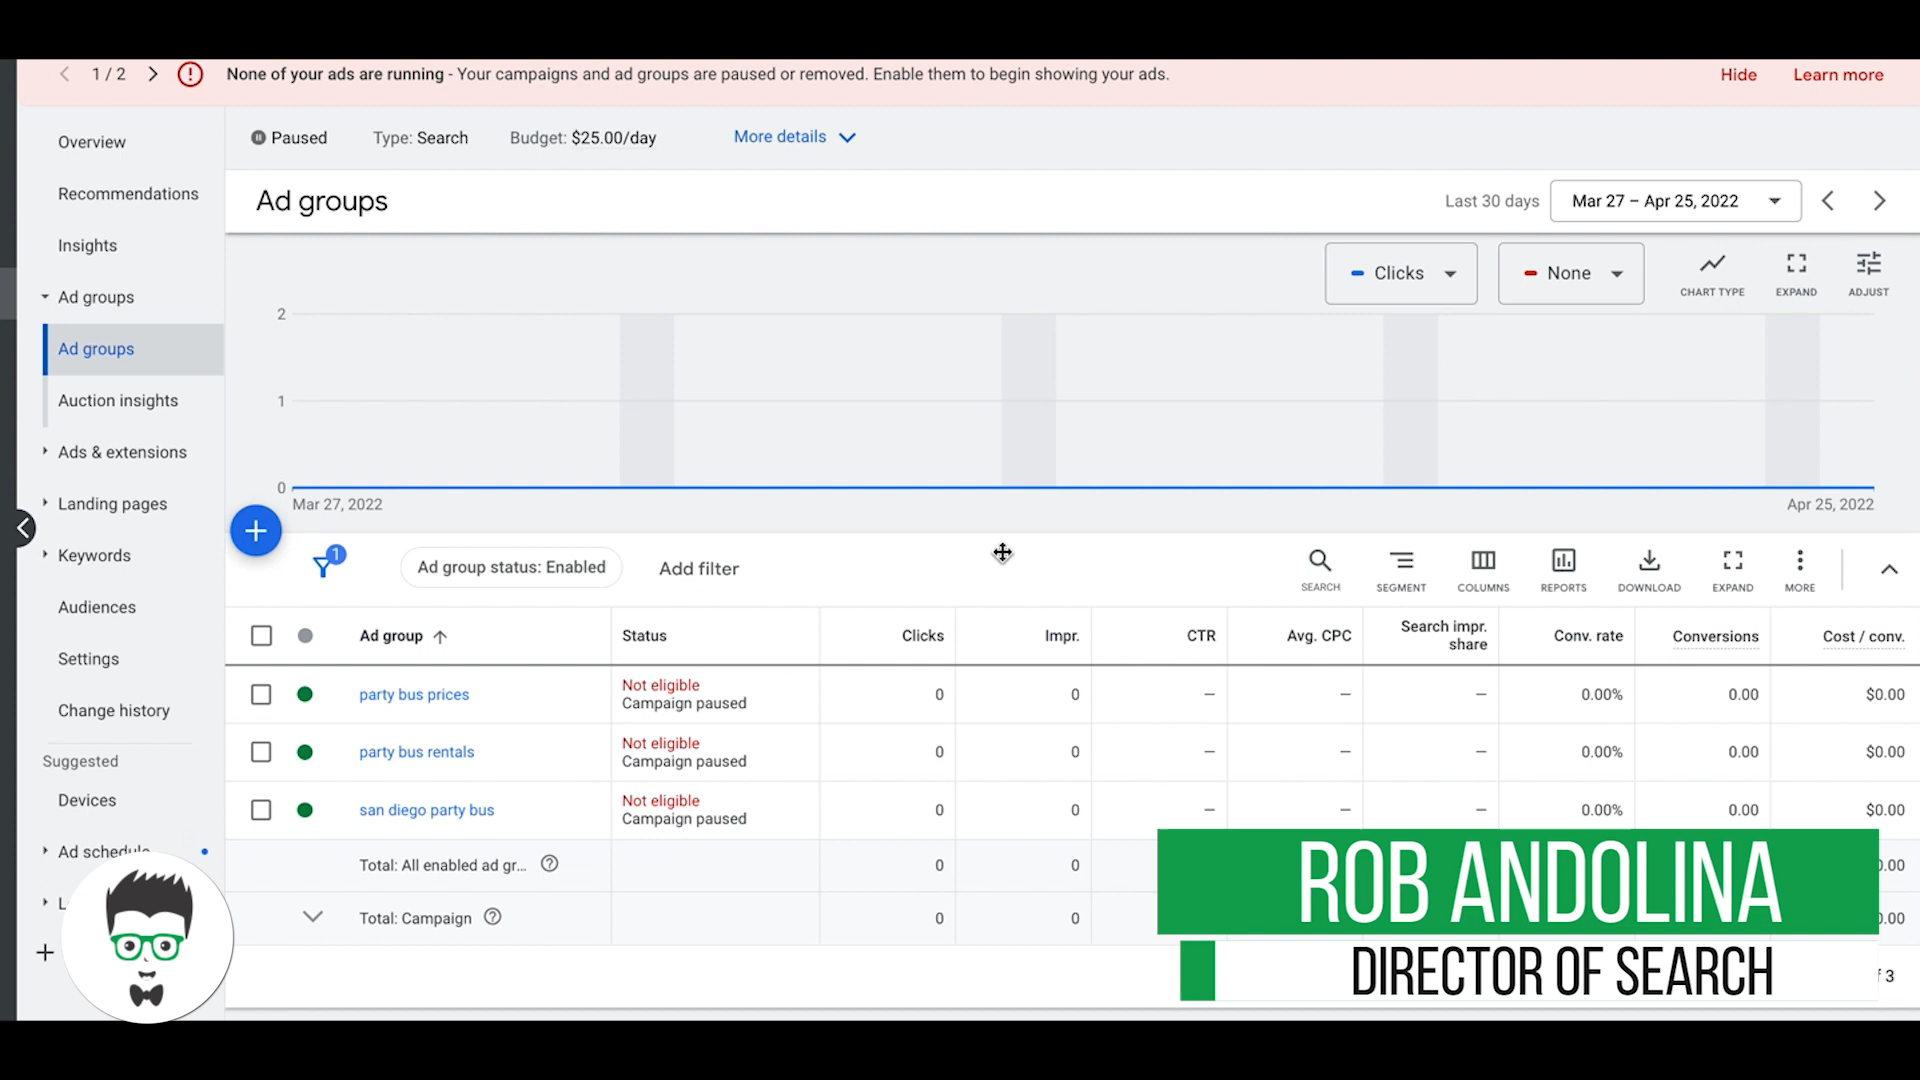 1 / 2 None of your ads are running - Your campaigns and ad groups are paused or removed. Enable them to begin showing your ads. Hide Learn more
Overview
Recommendations
Insights
Ad groups
Ad groups
Auction insights
Ads & extensions
Landing pages
Keywords
Audiences
Settings
Change history
Suggested
Devices
Ad schedule
L
Paused Type: Search Budget: $25.00/day More details
Ad groups Last 30 days Mar 27 – Apr 25, 2022
Clicks None CHART TYPE EXPAND ADJUST
2
1
0
Mar 27, 2022 Apr 25, 2022
1 Ad group status: Enabled Add filter SEARCH SEGMENT COLUMNS REPORTS DOWNLOAD EXPAND MORE
Ad group Status Clicks Impr. CTR Avg. CPC Search impr. share Conv. rate Conversions Cost / conv.
party bus prices Not eligible Campaign paused 0 0 – – – 0.00% 0.00 $0.00
party bus rentals Not eligible Campaign paused 0 0 – – – 0.00% 0.00 $0.00
san diego party bus Not eligible Campaign paused 0 0 – – – 0.00% 0.00 $0.00
Total: All enabled ad gr... 0 0 0.00
Total: Campaign 0 0 0.00
3
ROB ANDOLINA
DIRECTOR OF SEARCH